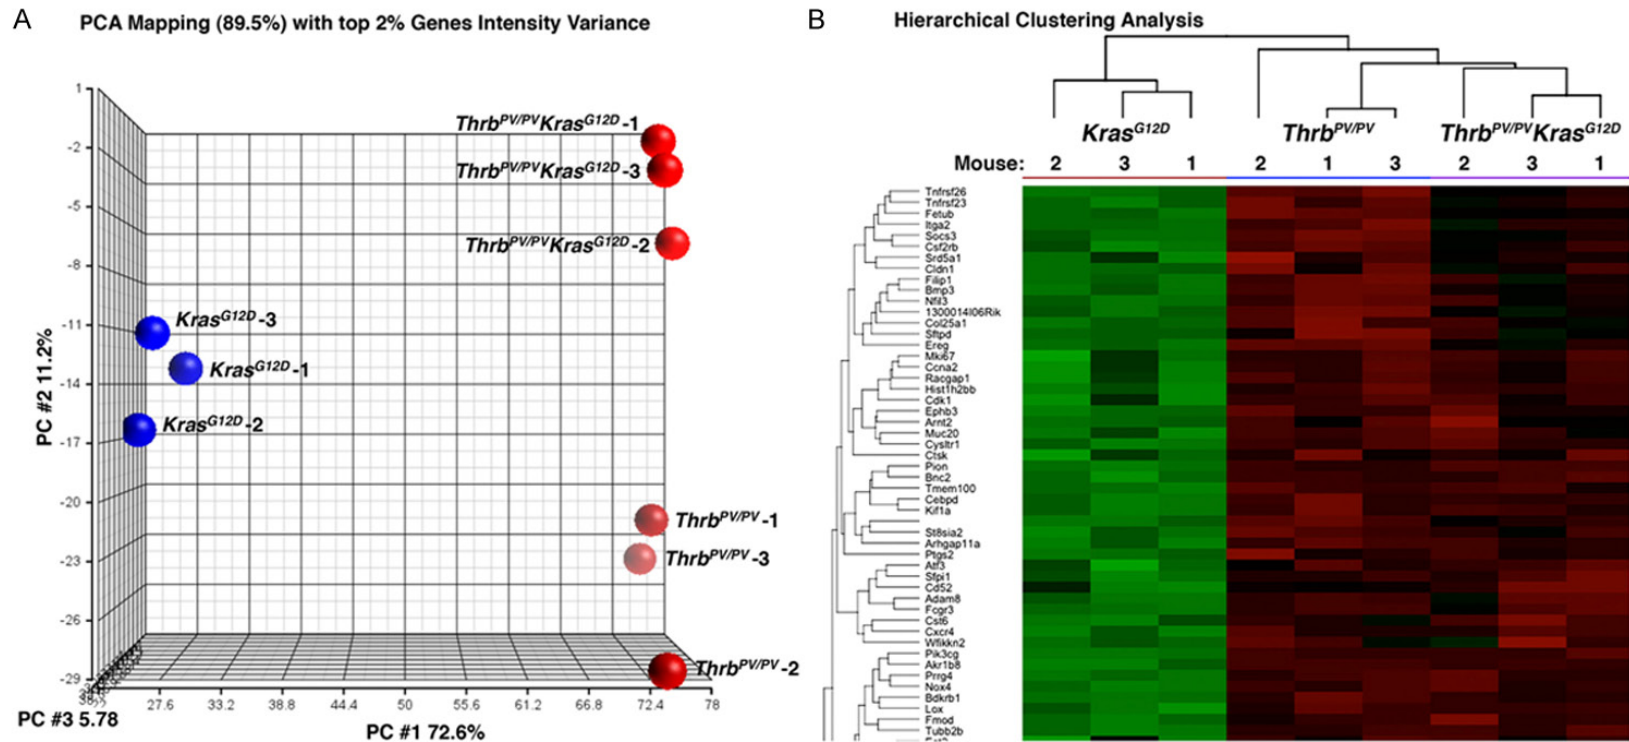 A
PCA Mapping (89.5%) with top 2% Genes Intensity Variance
1
-2
-5
-8
-11
-14
-17
-20
-23
-26
-29
PC #2 11.2%
Thrb^PV/PV Kras^G12D -1
Thrb^PV/PV Kras^G12D -3
Thrb^PV/PV Kras^G12D -2
Kras^G12D -3
Kras^G12D -1
Kras^G12D -2
Thrb^PV/PV -1
Thrb^PV/PV -3
Thrb^PV/PV -2
27.6 33.2 38.8 44.4 50 55.6 61.2 66.8 72.4 78
PC #3 5.78
PC #1 72.6%
B
Hierarchical Clustering Analysis
Kras^G12D Thrb^PV/PV Thrb^PV/PV Kras^G12D
Mouse: 2 3 1 2 1 3 2 3 1
Tnfrsf26
Tnfrsf23
Fetub
Itga2
Socs3
Csf2rb
Srd5a1
Cldn1
Filip1
Bmp3
Nfil3
1300014I06Rik
Col25a1
Sftpd
Ereg
Mki67
Ccna2
Racgap1
Hist1h2bb
Cdk1
Ephb3
Arnt2
Muc20
Cysltr1
Ctsk
Pion
Bnc2
Tmem100
Cebpd
Kif1a
St8sia2
Arhgap11a
Ptgs2
Atf3
Sfpi1
Cd52
Adam8
Fcgr3
Cst6
Cxcr4
Wfikkn2
Pik3cg
Akr1b8
Prrg4
Nox4
Bdkrb1
Lox
Fmod
Tubb2b